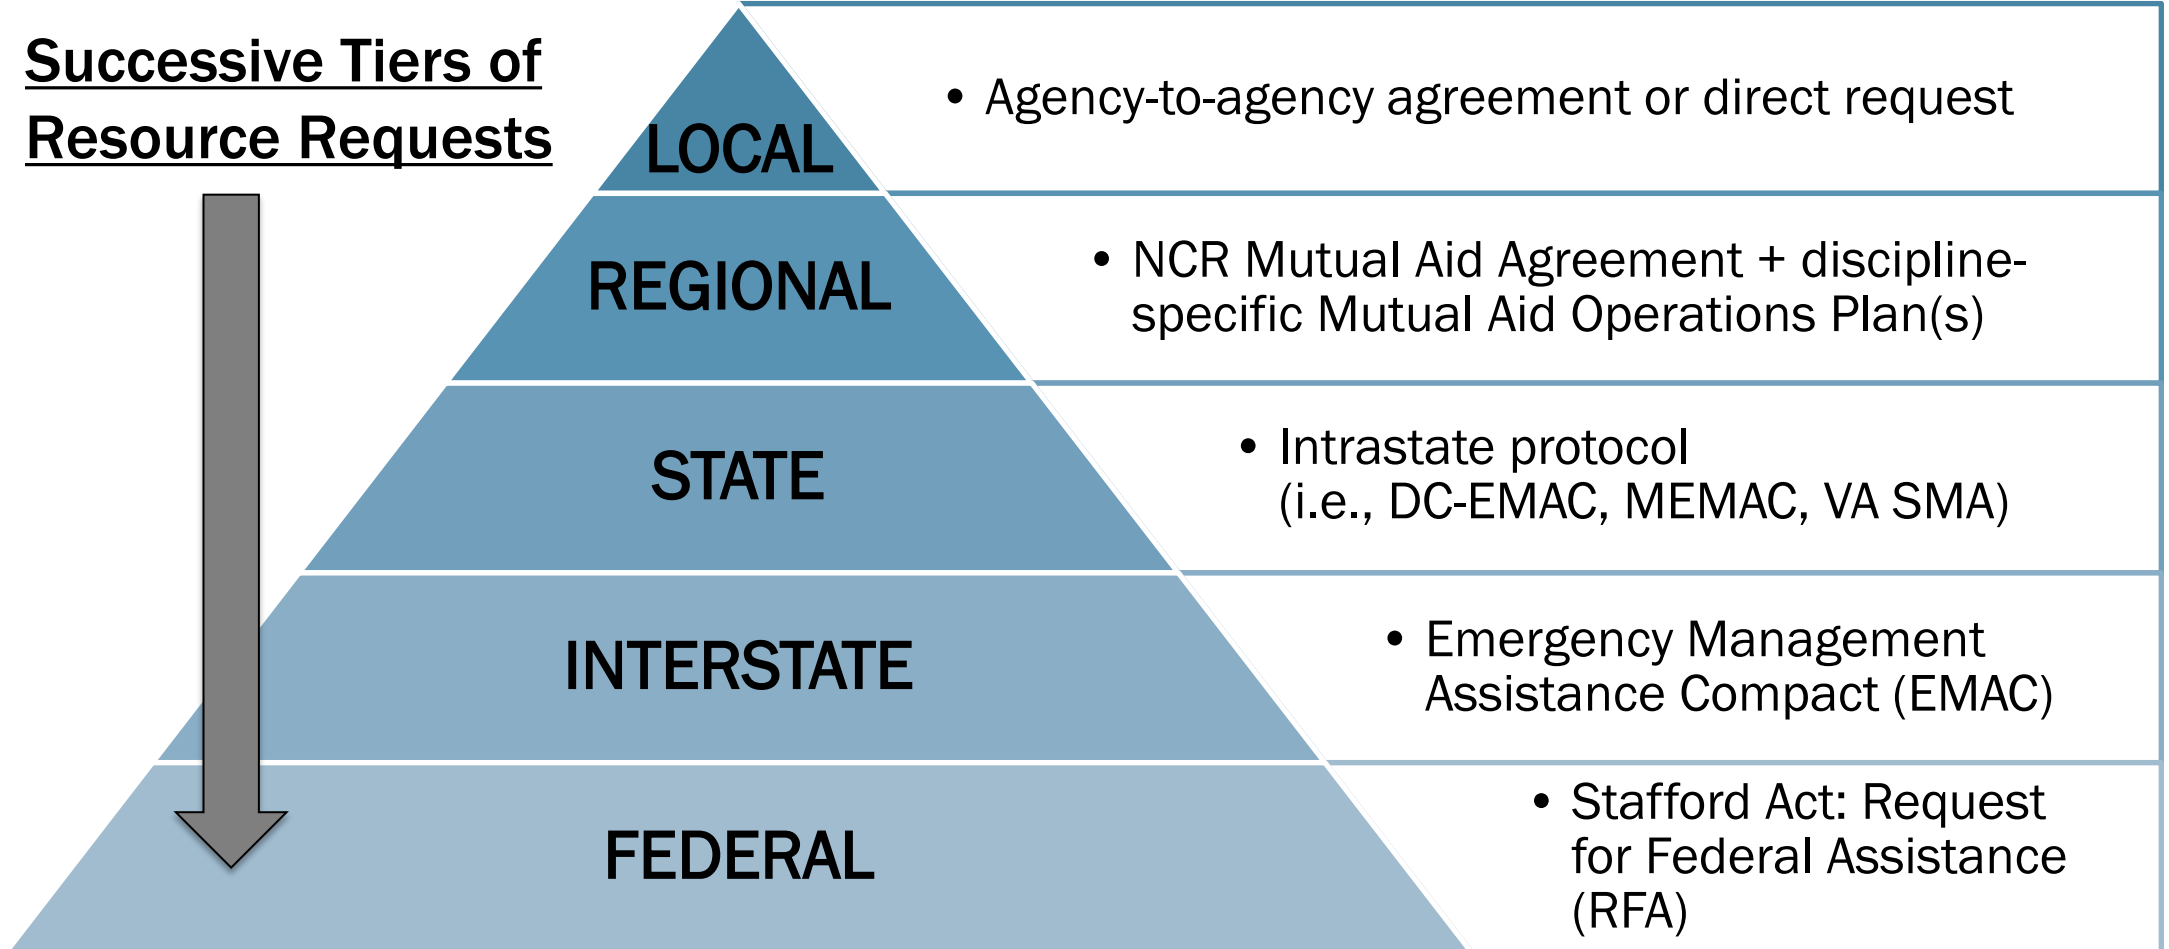 Successive Tiers of
Resource Requests
LOCAL
• Agency-to-agency agreement or direct request
REGIONAL
• NCR Mutual Aid Agreement + discipline-
specific Mutual Aid Operations Plan(s)
STATE
• Intrastate protocol
(i.e., DC-EMAC, MEMAC, VA SMA)
INTERSTATE
• Emergency Management
Assistance Compact (EMAC)
FEDERAL
• Stafford Act: Request
for Federal Assistance
(RFA)